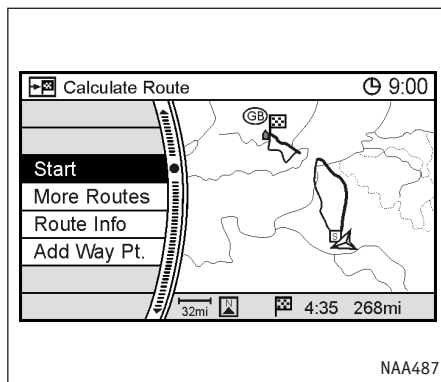 Calculate Route 9:00
GB
Start
More Routes
Route Info
Add Way Pt.
S
32mi N 4:35 268mi
NAA487